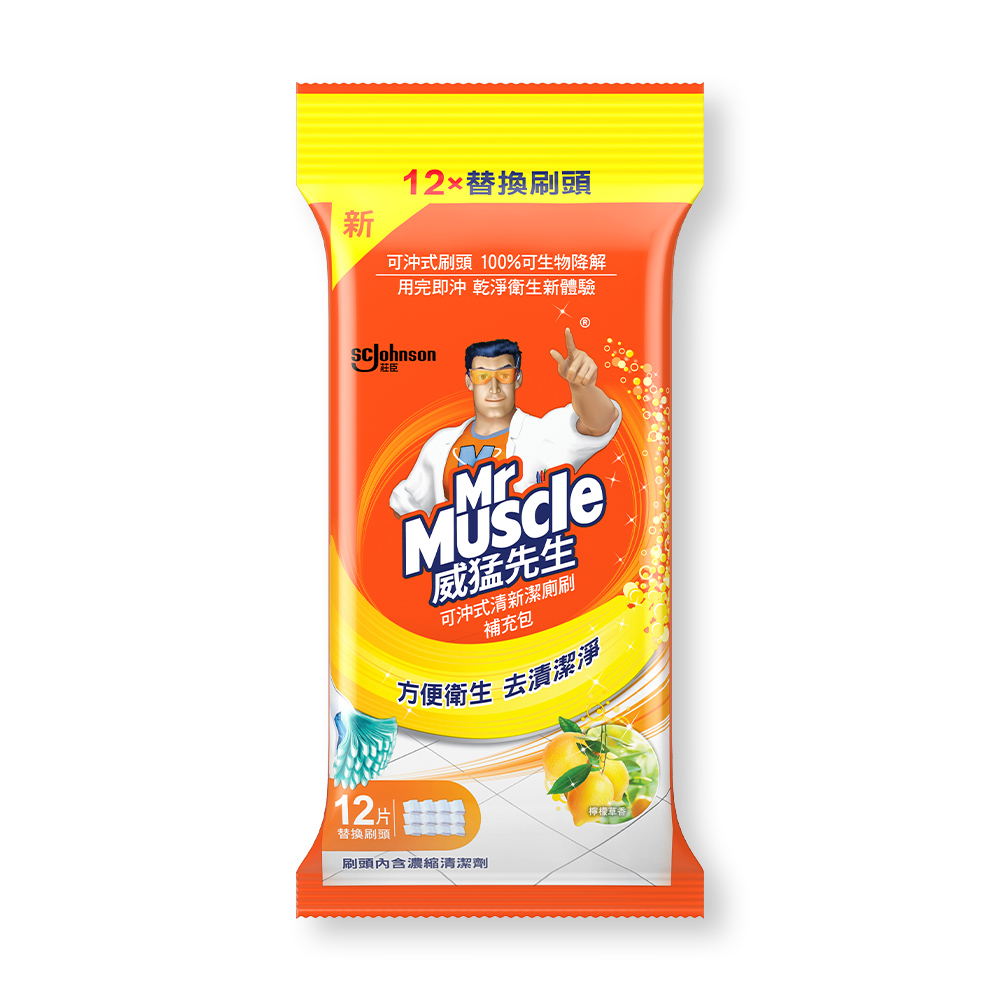 12×替換刷頭
新
可沖式刷頭 100%可生物降解
用完即沖 乾淨衛生新體驗
®
scjohnson
莊臣
Mr
Muscle
威猛先生
可沖式清新潔廁刷
補充包
方便衛生 去漬潔淨
12片
替換刷頭
檸檬草香
刷頭內含濃縮清潔劑